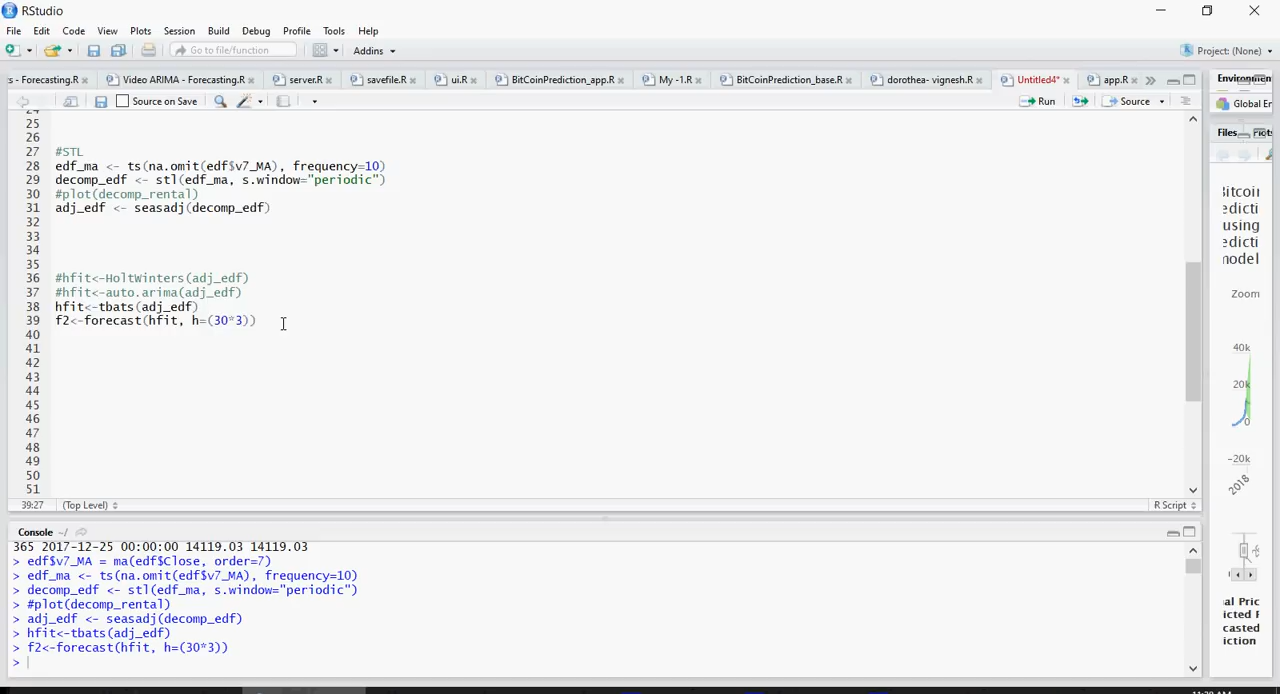 RStudio
File Edit Code View Plots Session Build Debug Profile Tools Help
Go to file/function Addins Project: (None)
s - Forecasting.R Video ARIMA - Forecasting.R server.R savefile.R ui.R BitCoinPrediction_app.R My -1.R BitCoinPrediction_base.R dorothea- vignesh.R Untitled4* app.R
Source on Save Run Source
24
25
26
27 #STL
28 edf_ma <- ts(na.omit(edf$v7_MA), frequency=10)
29 decomp_edf <- stl(edf_ma, s.window="periodic")
30 #plot(decomp_rental)
31 adj_edf <- seasadj(decomp_edf)
32
33
34
35
36 #hfit<-HoltWinters(adj_edf)
37 #hfit<-auto.arima(adj_edf)
38 hfit<-tbats(adj_edf)
39 f2<-forecast(hfit, h=(30*3))
40
41
42
43
44
45
46
47
48
49
50
51
39:27 (Top Level) R Script
Console ~/
365 2017-12-25 00:00:00 14119.03 14119.03
> edf$v7_MA = ma(edf$Close, order=7)
> edf_ma <- ts(na.omit(edf$v7_MA), frequency=10)
> decomp_edf <- stl(edf_ma, s.window="periodic")
> #plot(decomp_rental)
> adj_edf <- seasadj(decomp_edf)
> hfit<-tbats(adj_edf)
> f2<-forecast(hfit, h=(30*3))
>
Environmen
Global En
Files Plots
Bitcoi
edicti
using
edicti
model
Zoom
40k
20k
0
-20k
2018
al Pric
icted P
casted
iction